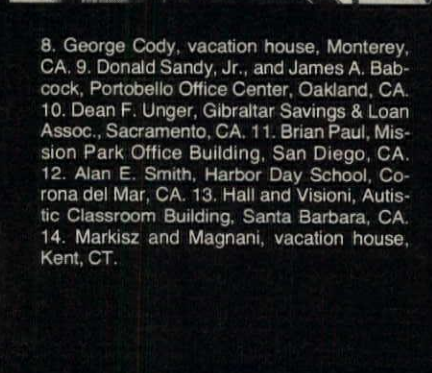 8. George Cody, vacation house, Monterey,
CA. 9. Donald Sandy, Jr., and James A. Bab-
cock, Portobello Office Center, Oakland, CA.
10. Dean F. Unger, Gibraltar Savings & Loan
Assoc., Sacramento, CA. 11. Brian Paul, Mis-
sion Park Office Building, San Diego, CA.
12. Alan E. Smith, Harbor Day School, Co-
rona del Mar, CA. 13. Hall and Visioni, Autis-
tic Classroom Building, Santa Barbara, CA.
14. Markisz and Magnani, vacation house,
Kent, CT.